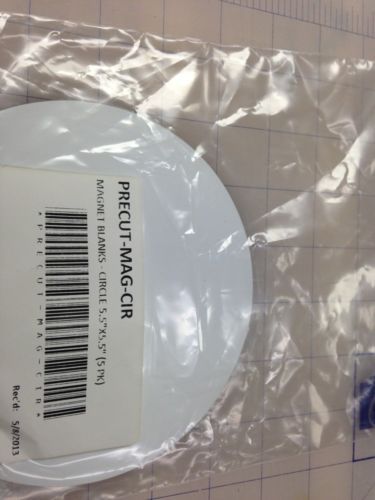 PRECUT-MAG-CIR
MAGNET BLANKS - CIRCLE 5.5"X5.5" (5 PK)
*PRECUT-MAG-CIR*
Rec'd: 5/8/2013